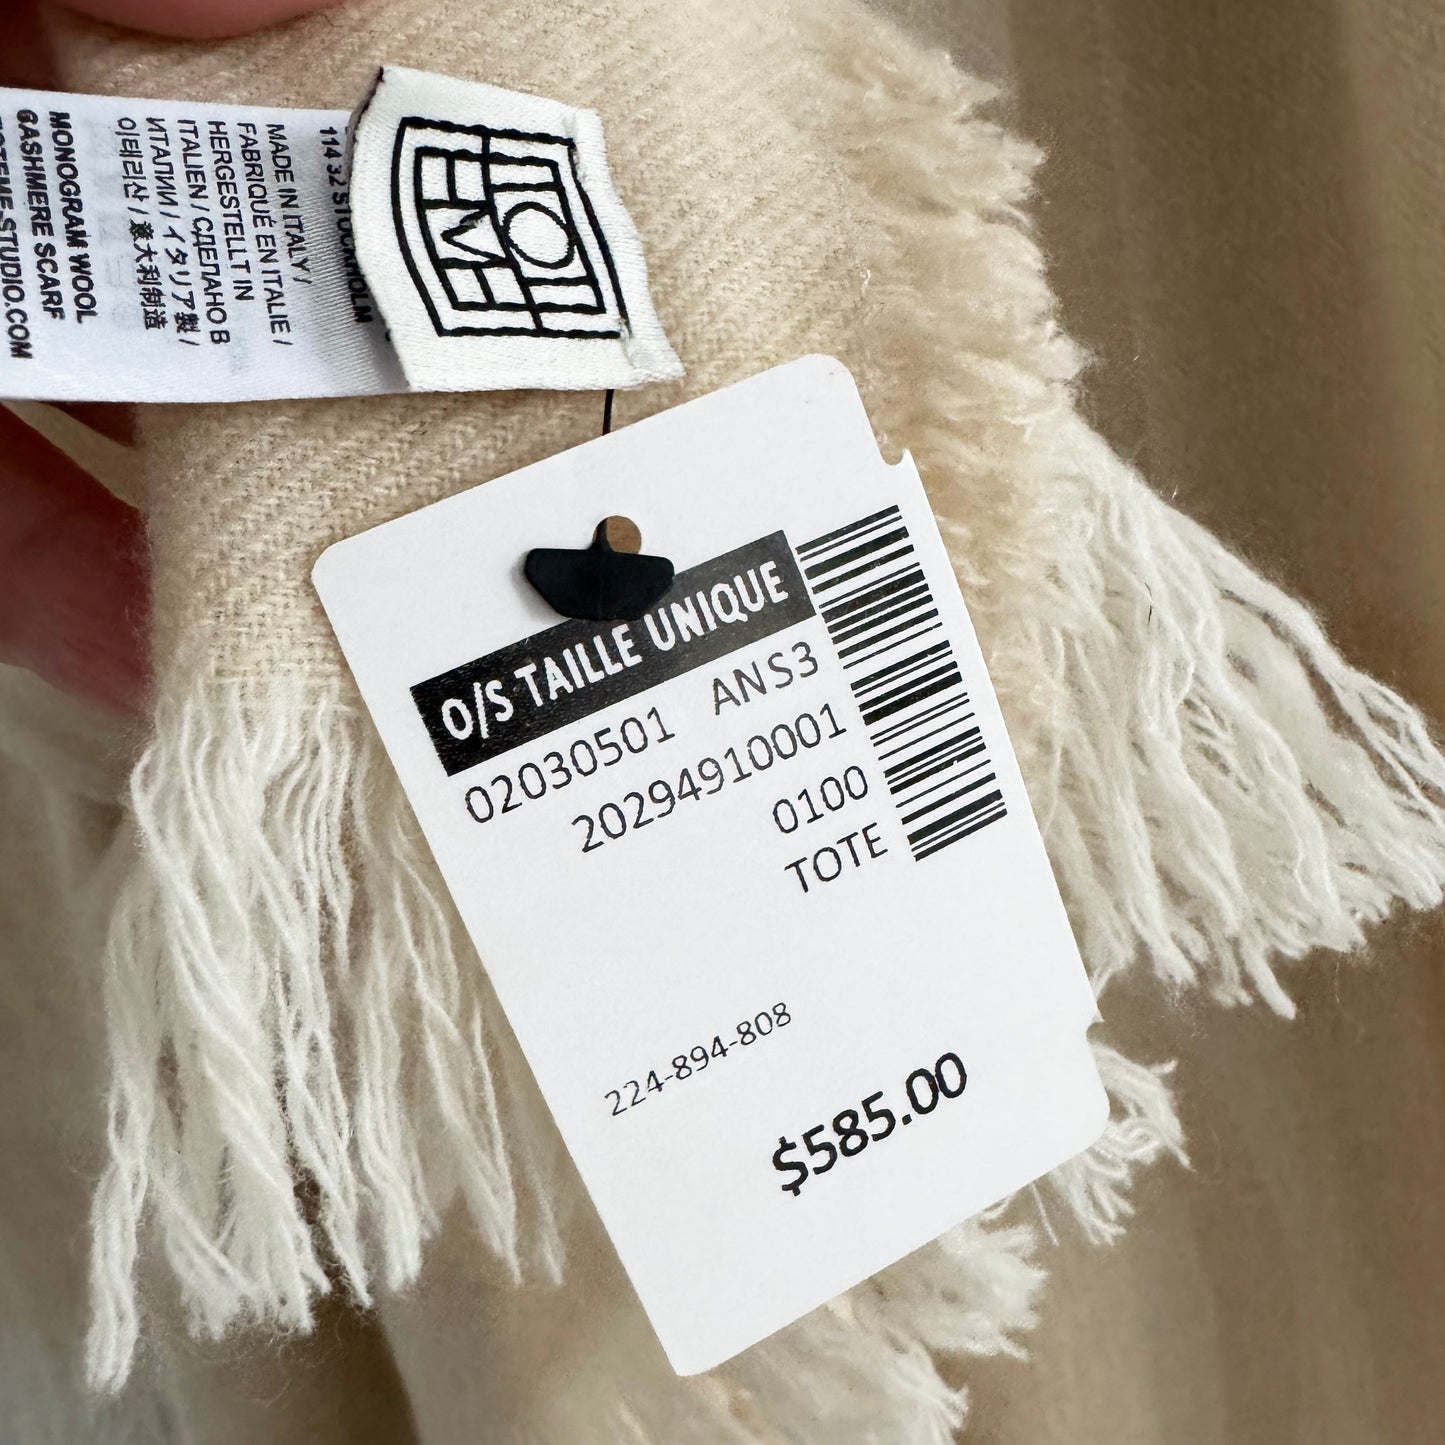 MONOGRAM WOOL
CASHMERE SCARF
TOTEME-STUDIO.COM
114 32 STOCKHOLM
MADE IN ITALY /
FABRIQUÉ EN ITALIE /
HERGESTELLT IN
ITALIEN / СДЕЛАНО В
ИТАЛИИ / イタリア製 /
이태리산 / 意大利制造
O/S TAILLE UNIQUE
02030501 ANS3
20294910001
0100
TOTE
224-894-808
$585.00